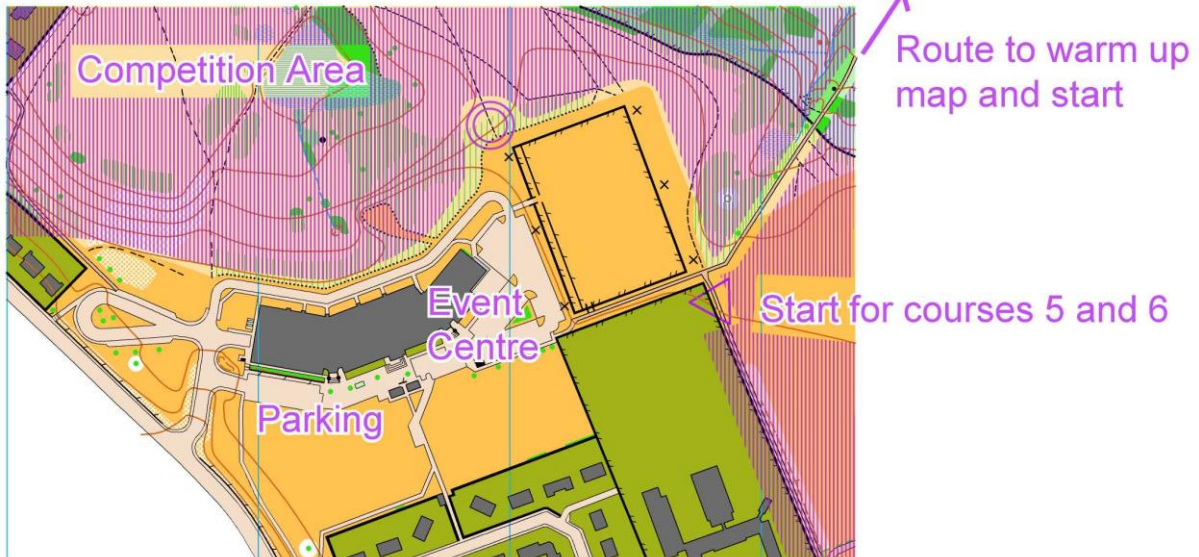 Competition Area
Route to warm up
map and start
Event
Centre
Start for courses 5 and 6
Parking